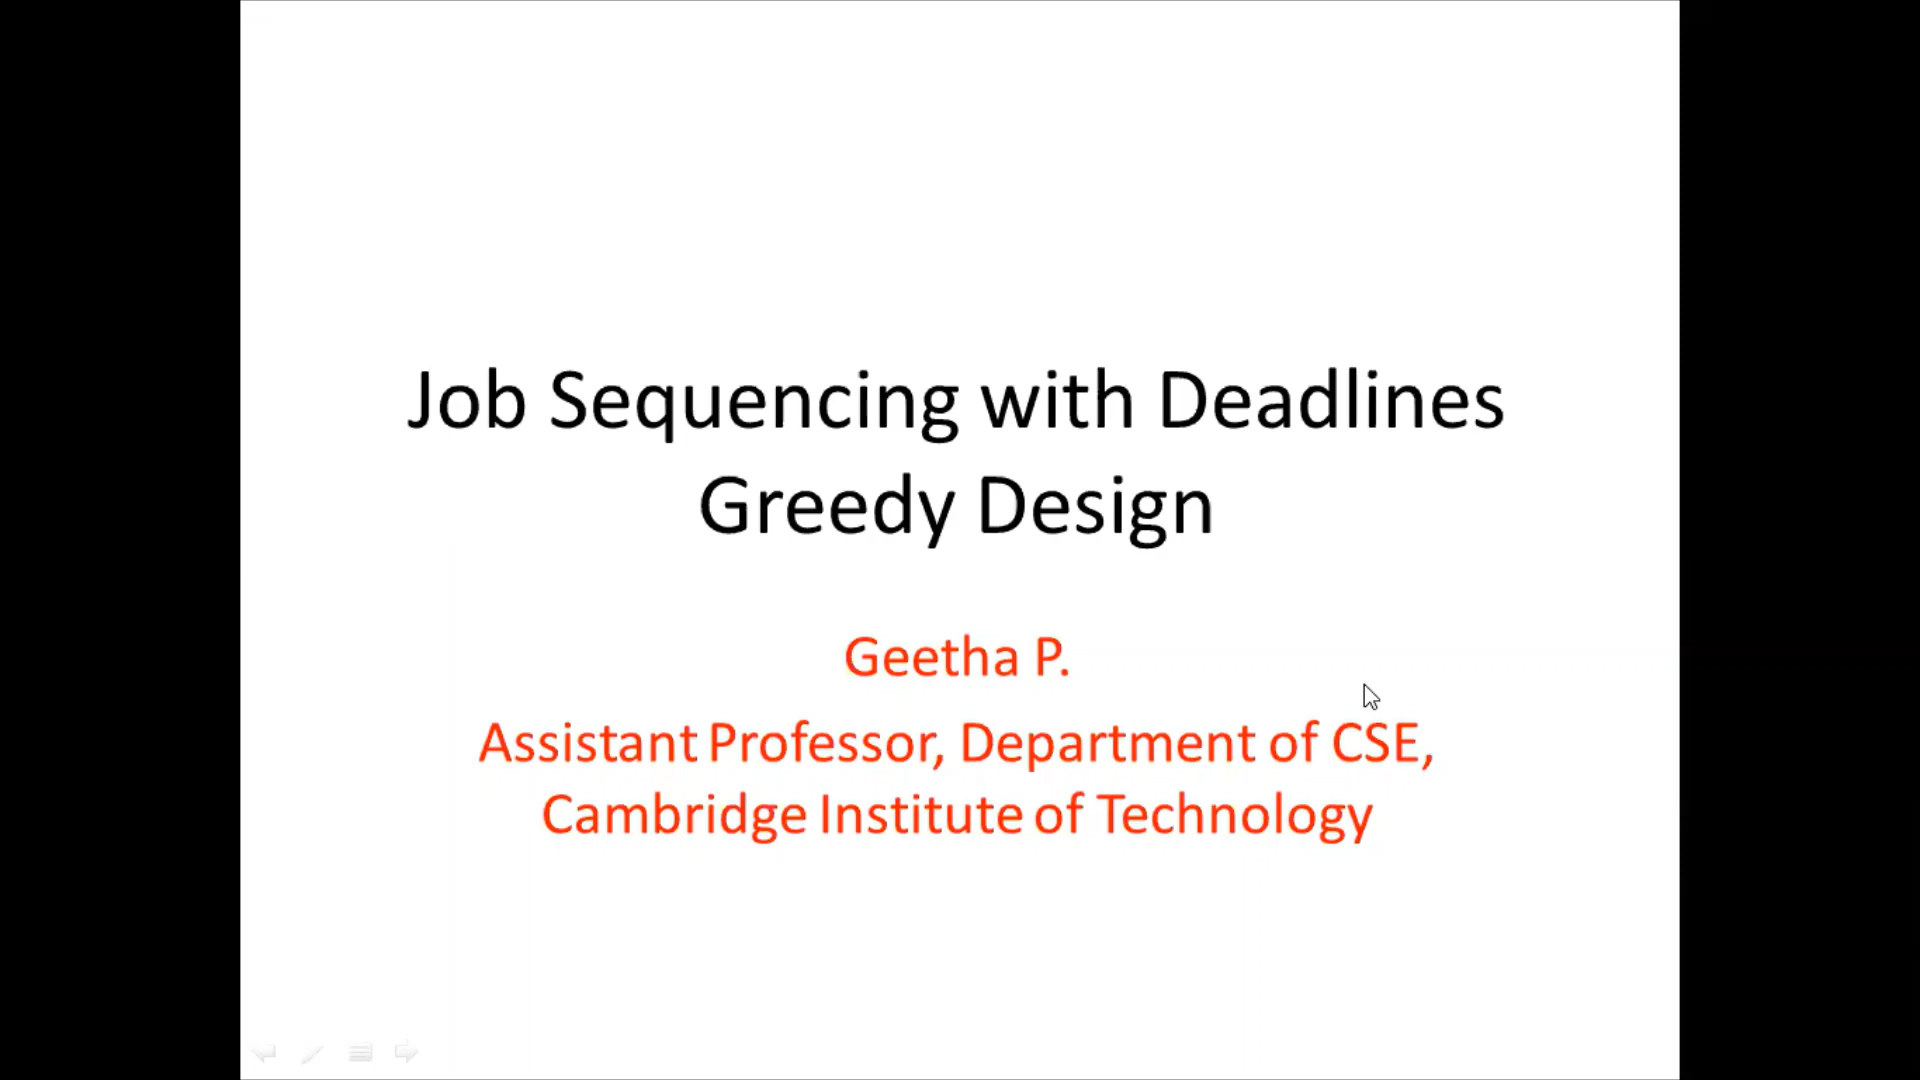 Job Sequencing with Deadlines
Greedy Design
Geetha P.
Assistant Professor, Department of CSE,
Cambridge Institute of Technology